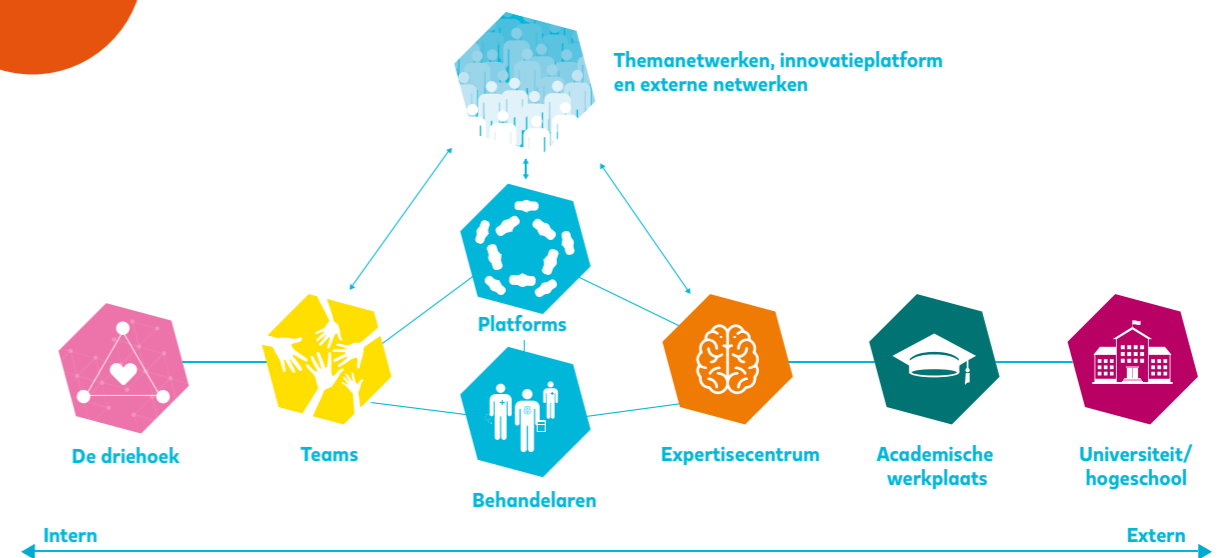 Themanetwerken, innovatieplatform
en externe netwerken
Platforms
De driehoek
Teams
Behandelaren
Expertisecentrum
Academische
werkplaats
Universiteit/
hogeschool
Intern
Extern